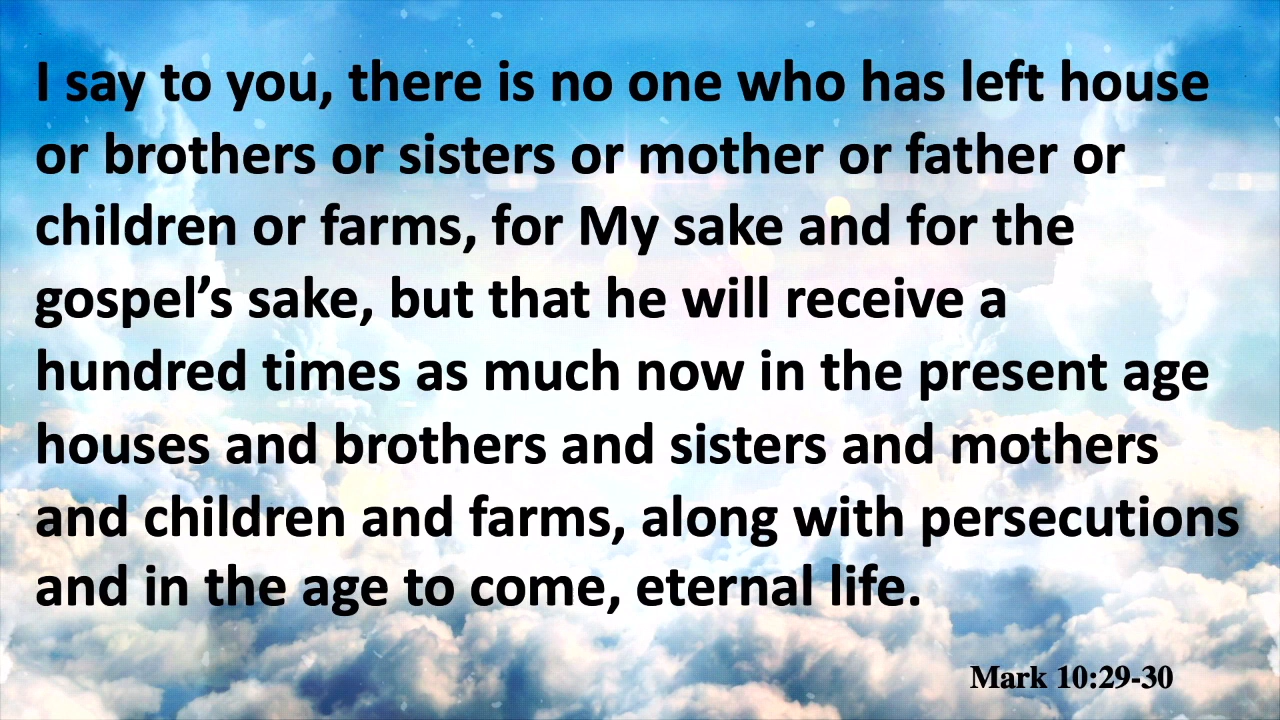 I say to you, there is no one who has left house
or brothers or sisters or mother or father or
children or farms, for My sake and for the
gospel’s sake, but that he will receive a
hundred times as much now in the present age
houses and brothers and sisters and mothers
and children and farms, along with persecutions
and in the age to come, eternal life.
Mark 10:29-30